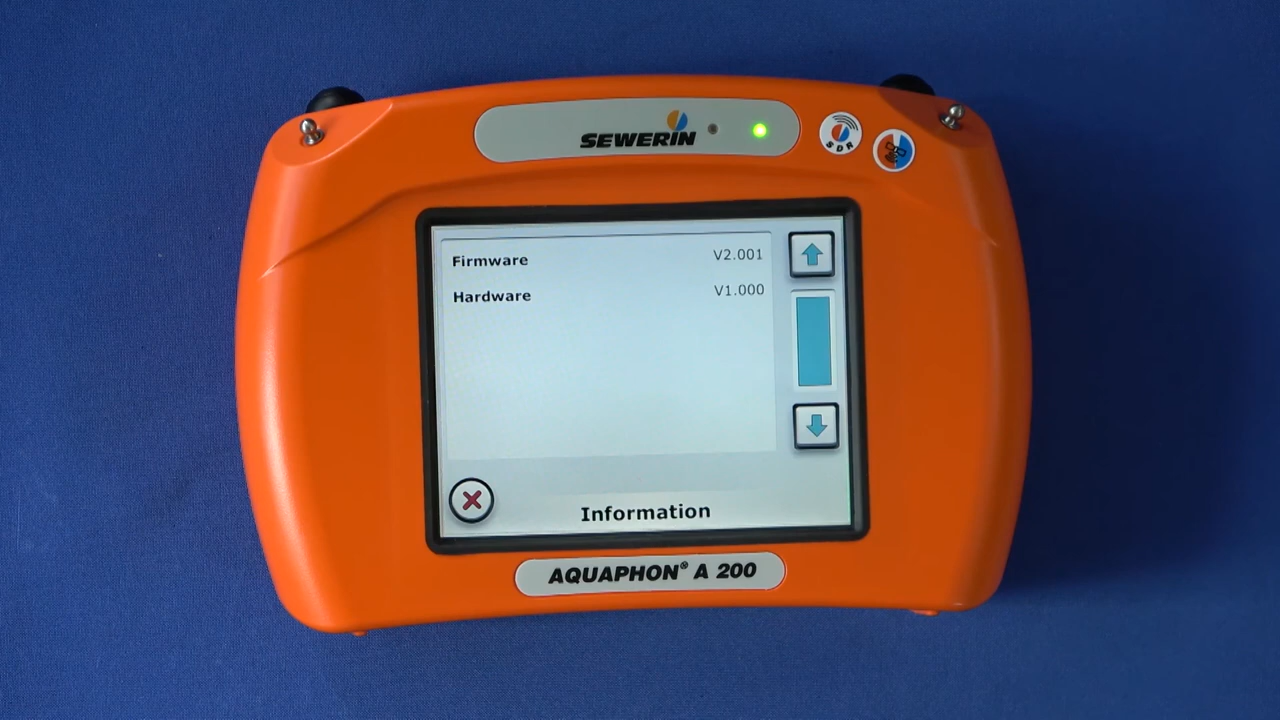 SEWERIN
SDR
Firmware V2.001
Hardware V1.000
Information
AQUAPHON® A 200